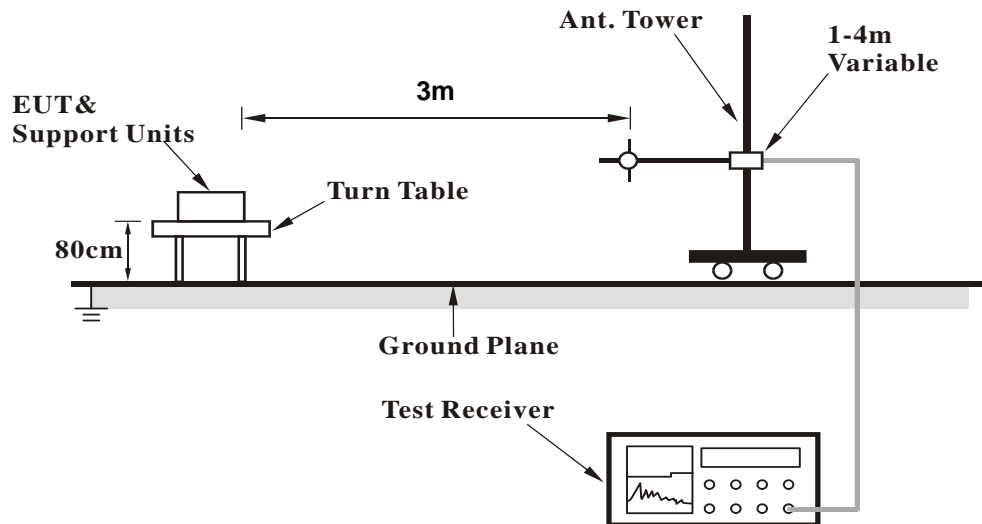 Ant. Tower
1-4m
Variable
3m
EUT&
Support Units
Turn Table
80cm
Ground Plane
Test Receiver